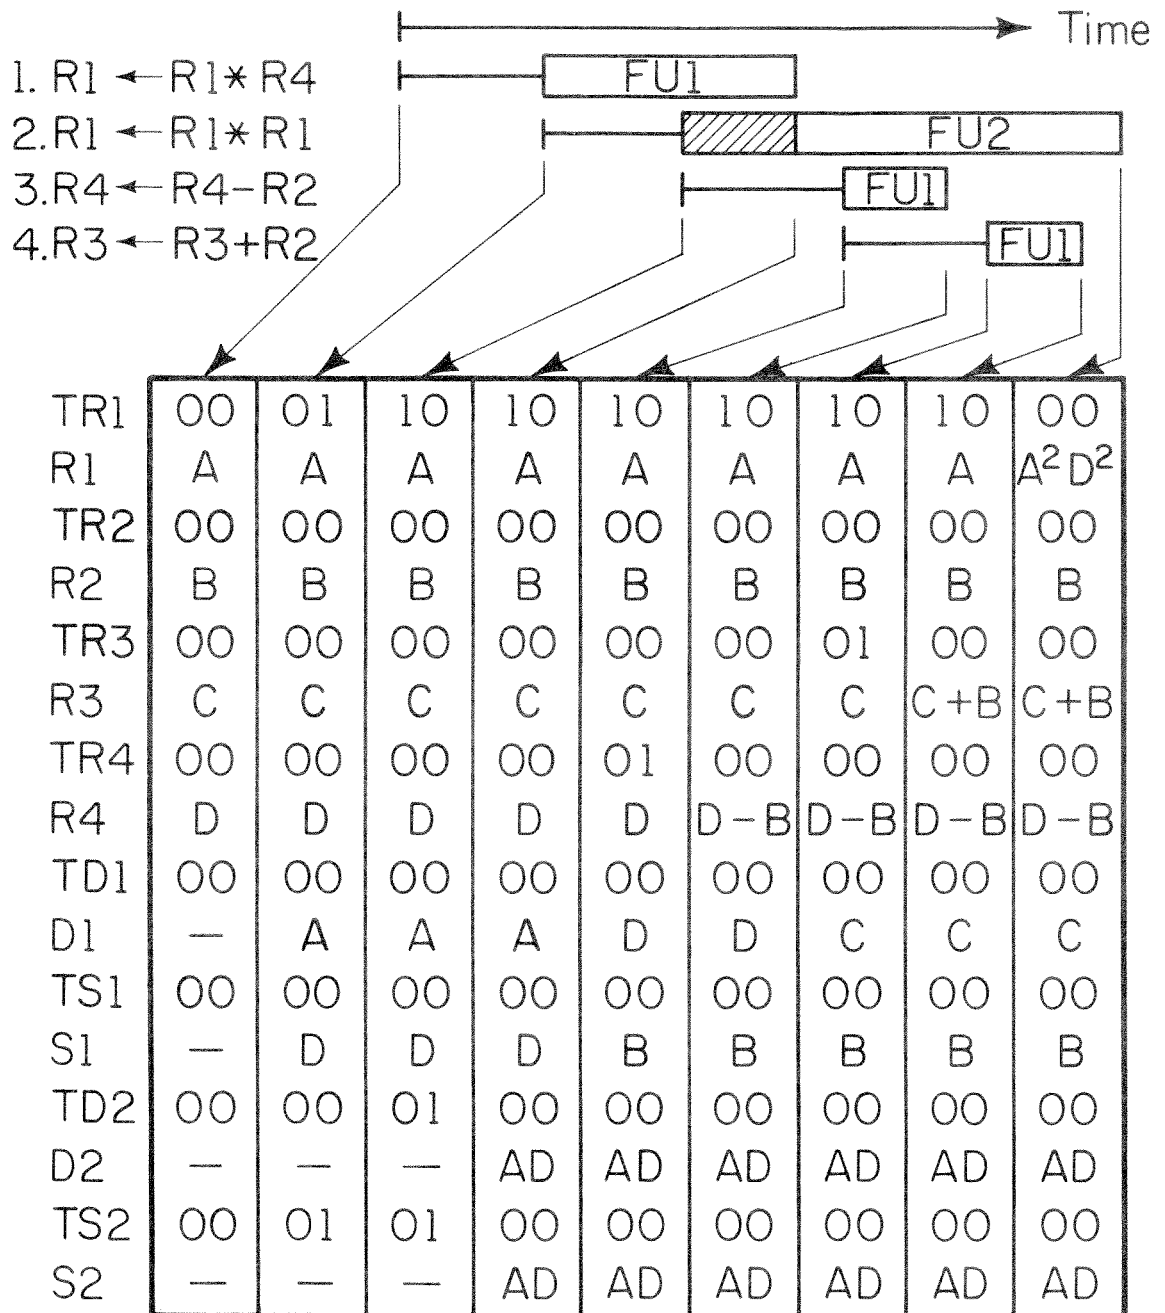 Time
1. R1 ← R1 * R4 FU1
2. R1 ← R1 * R1 FU2
3. R4 ← R4 - R2 FU1
4. R3 ← R3+R2 FU1
TR1 00 01 10 10 10 10 10 10 00
R1 A A A A A A A A A² D²
TR2 00 00 00 00 00 00 00 00 00
R2 B B B B B B B B B
TR3 00 00 00 00 00 00 01 00 00
R3 C C C C C C C C+B C+B
TR4 00 00 00 00 01 00 00 00 00
R4 D D D D D D-B D-B D-B D-B
TD1 00 00 00 00 00 00 00 00 00
D1 — A A A D D C C C
TS1 00 00 00 00 00 00 00 00 00
S1 — D D D B B B B B
TD2 00 00 01 00 00 00 00 00 00
D2 — — — AD AD AD AD AD AD
TS2 00 01 01 00 00 00 00 00 00
S2 — — — AD AD AD AD AD AD